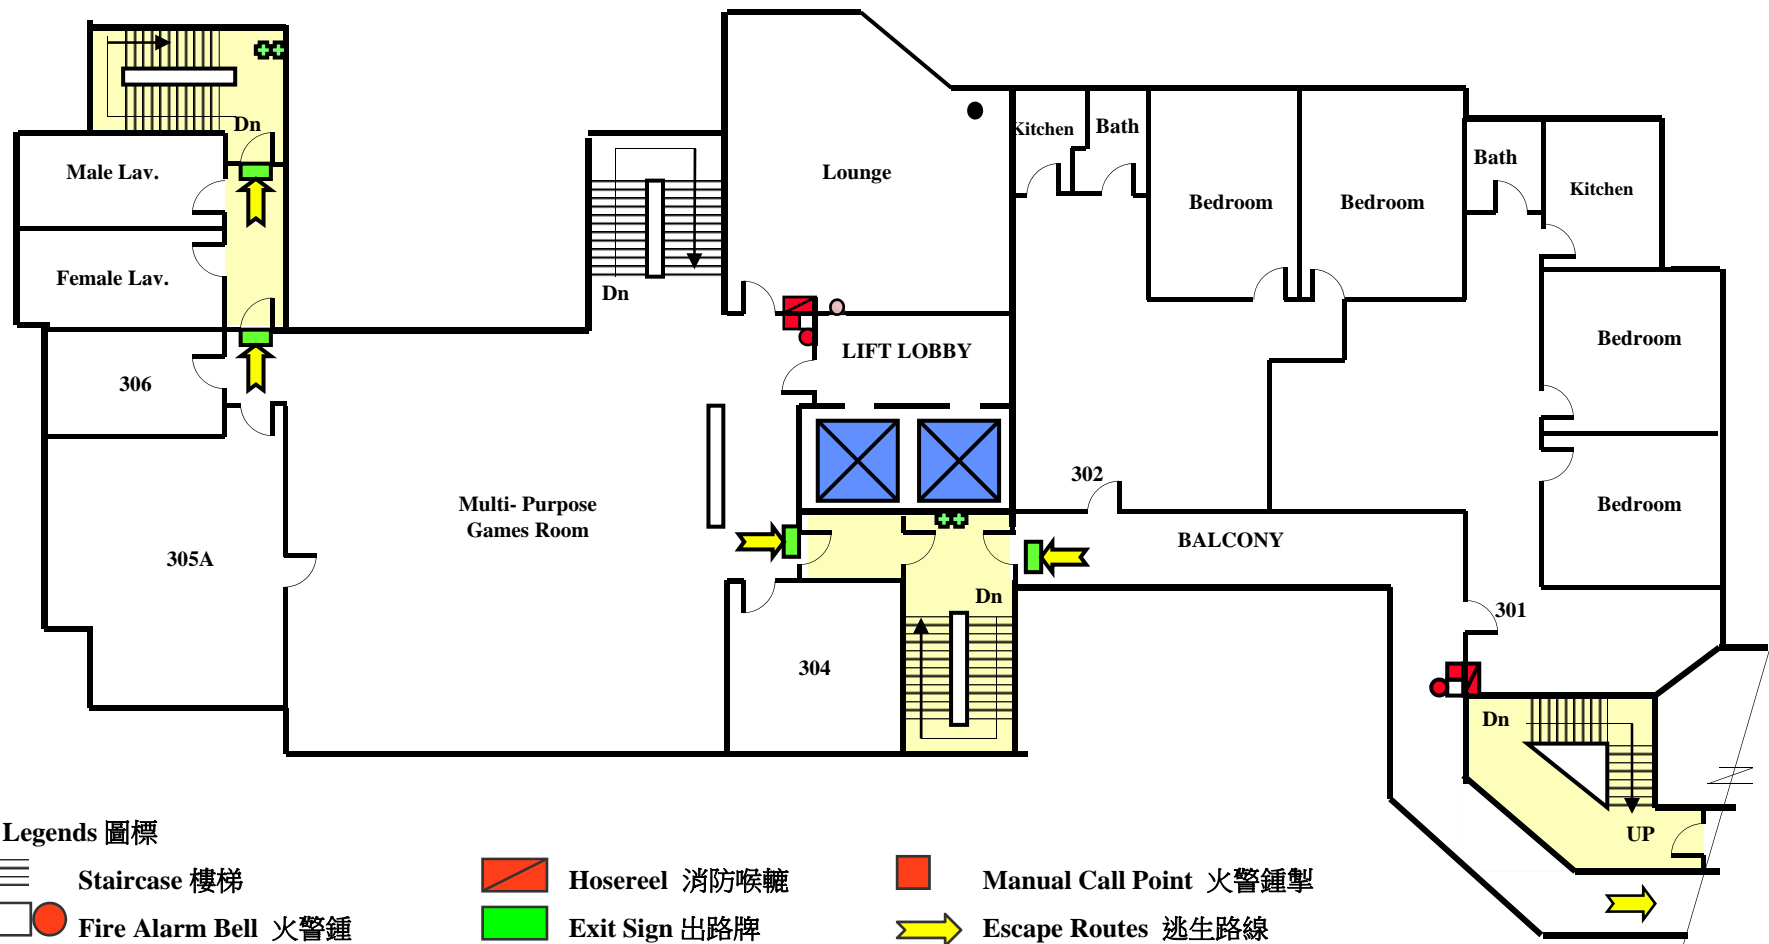 Dn
Male Lav.
Female Lav.
306
305A
Multi- Purpose
Games Room
Dn
Lounge
LIFT LOBBY
Kitchen
Bath
Bedroom
Bedroom
Bath
Kitchen
Bedroom
Bedroom
302
BALCONY
301
Dn
304
Dn
UP
Legends 圖標
Staircase 樓梯
Hosereel 消防喉轆
Manual Call Point 火警鍾掣
Fire Alarm Bell 火警鍾
Exit Sign 出路牌
Escape Routes 逃生路線